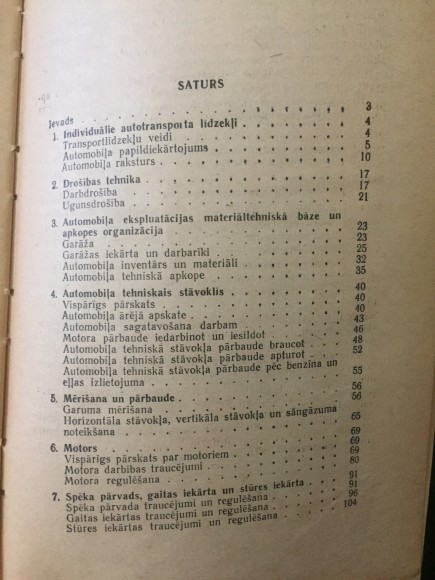 SATURS
Ievads . . . . . . . . . . . . . 3
1. Individuālie autotransporta līdzekļi . . . . 4
Transportlīdzekļu veidi . . . . . . . 4
Automobiļa papildiekārtojums . . . . . 5
Automobiļa raksturs . . . . . . . . 10
2. Drošības tehnika . . . . . . . . . 17
Darbdrošība . . . . . . . . . . 17
Ugunsdrošība . . . . . . . . . . 21
3. Automobiļa ekspluatācijas materiāltehniskā bāze un
apkopes organizācija . . . . . . . . 23
Garāža . . . . . . . . . . . . 23
Garāžas iekārta un darbarīki . . . . . 25
Automobiļa inventārs un materiāli . . . . 32
Automobiļa tehniskā apkope . . . . . . 35
4. Automobiļa tehniskais stāvoklis . . . . . 40
Vispārīgs pārskats . . . . . . . . 40
Automobiļa ārējā apskate . . . . . . . 40
Automobiļa sagatavošana darbam . . . . . 43
Motora pārbaude iedarbinot un iesildot . . . 46
Automobiļa tehniskā stāvokļa pārbaude braucot . . 48
Automobiļa tehniskā stāvokļa pārbaude apturot . . 52
Automobiļa tehniskā stāvokļa pārbaude pēc benzīna un
eļļas izlietojuma . . . . . . . . . 55
5. Mērīšana un pārbaude . . . . . . . . 56
Garuma mērīšana . . . . . . . . . 56
Horizontāla stāvokļa, vertikāla stāvokļa un sāngāzuma
noteikšana . . . . . . . . . . . 65
6. Motors . . . . . . . . . . . . 69
Vispārīgs pārskats par motoriem . . . . . 69
Motora darbības traucējumi . . . . . . 69
Motora regulēšana . . . . . . . . . 80
7. Spēka pārvads, gaitas iekārta un stūres iekārta . . 91
Spēka pārvada traucējumi un regulēšana . . . 91
Gaitas iekārtas traucējumi un regulēšana . . . 96
Stūres iekārtas traucējumi un regulēšana . . . 104